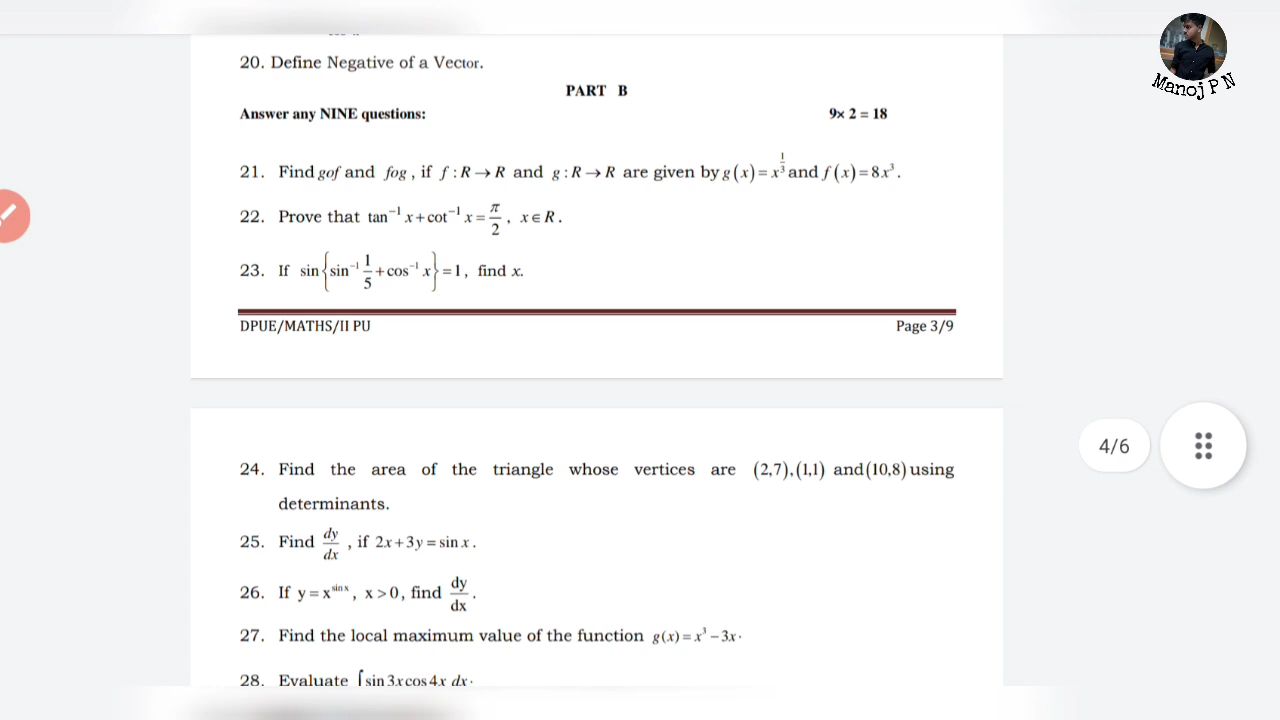 20. Define Negative of a Vector.
PART B
Answer any NINE questions: 9× 2 = 18
21. Find gof and fog , if f : R → R and g : R → R are given by g(x) = x^(1/3) and f(x) = 8x³.
22. Prove that tan⁻¹ x + cot⁻¹ x = π/2 , x ∈ R.
23. If sin{sin⁻¹ 1/5 + cos⁻¹ x} = 1, find x.
DPUE/MATHS/II PU Page 3/9
24. Find the area of the triangle whose vertices are (2,7),(1,1) and(10,8) using
determinants.
25. Find dy/dx , if 2x + 3y = sin x.
26. If y = x^(sin x), x > 0, find dy/dx.
27. Find the local maximum value of the function g(x) = x³ − 3x·
28. Evaluate ∫ sin 3x cos 4x dx·
Manoj P N
4/6